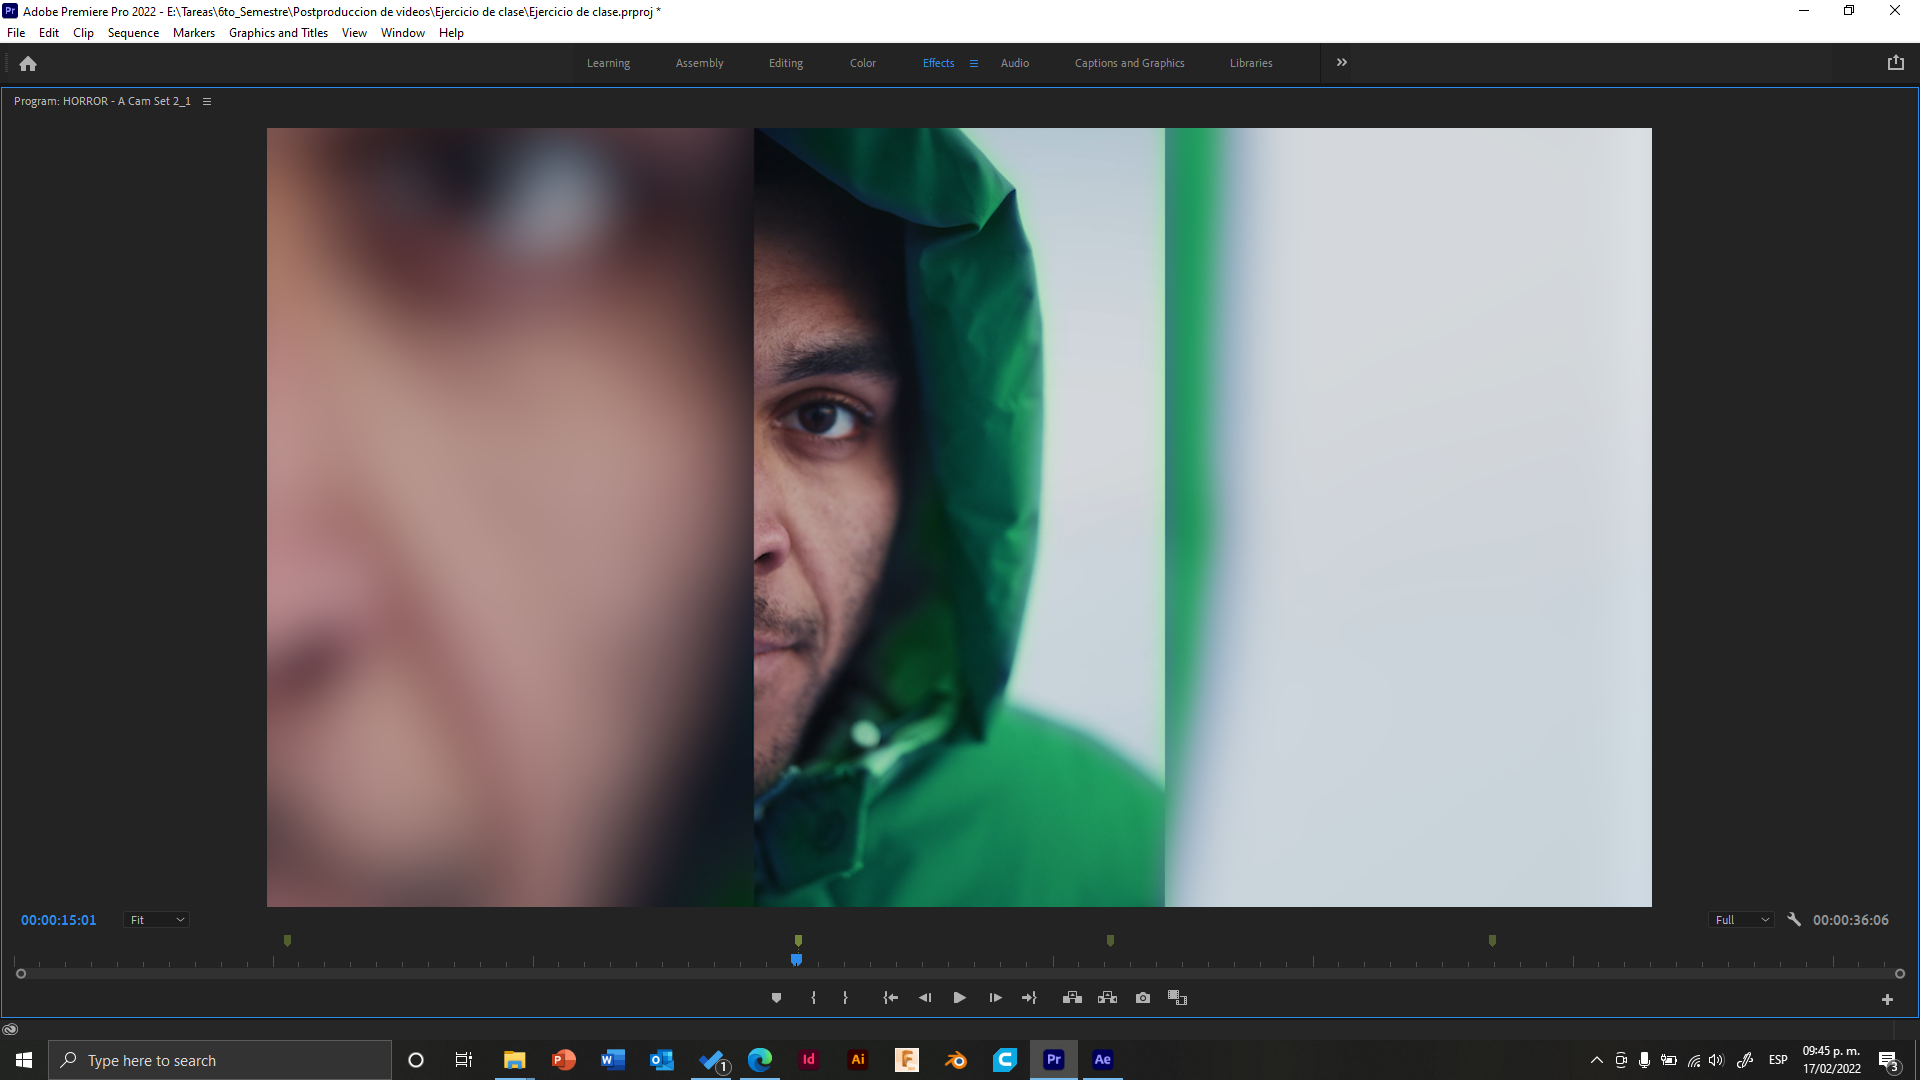 Pr Adobe Premiere Pro 2022 - E:\Tareas\6to_Semestre\Postproduccion de videos\Ejercicio de clase\Ejercicio de clase.prproj *
File Edit Clip Sequence Markers Graphics and Titles View Window Help
Learning Assembly Editing Color Effects Audio Captions and Graphics Libraries
Program: HORROR - A Cam Set 2_1
00:00:15:01 Fit Full 00:00:36:06
Type here to search
P W O 1 Id Ai F Pr Ae
ESP
09:45 p. m.
17/02/2022
3